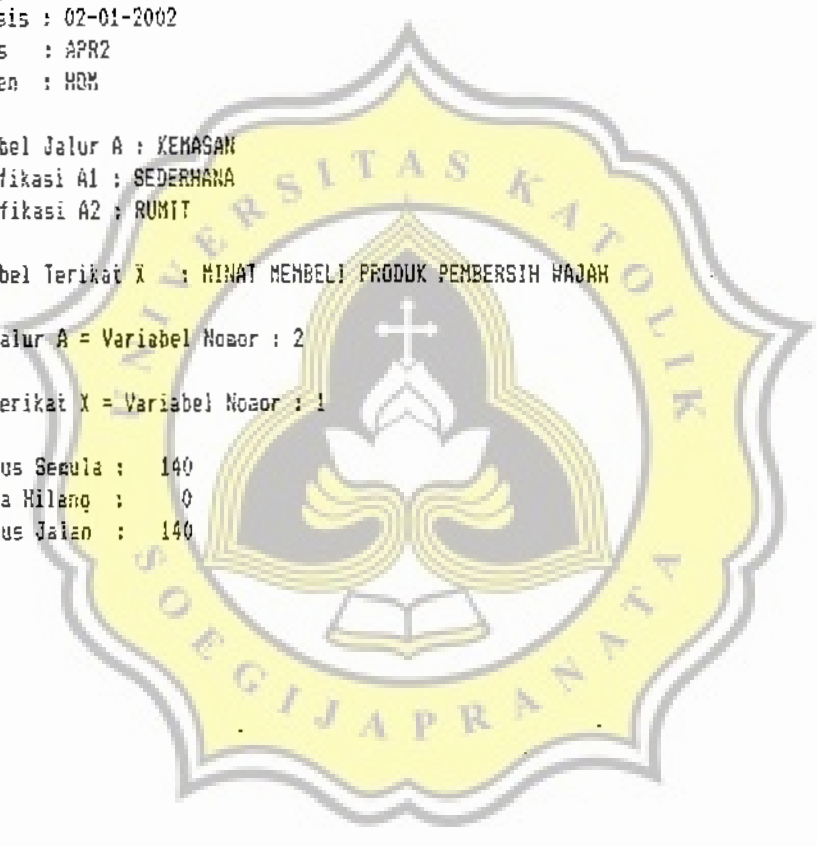 sis : 02-01-2002
s : APR2
en : HDM
bel Jalur A : KEMASAN
fikasi A1 : SEDERHANA
fikasi A2 : RUMIT
bel Terikat X : MINAT MEMBELI PRODUK PEMBERSIH WAJAH
alur A = Variabel Nomor : 2
erikat X = Variabel Nomor : 1
us Semula : 140
a Hilang : 0
us Jalan : 140
UNIVERSITAS KATOLIK
SOEGIJAPRANATA